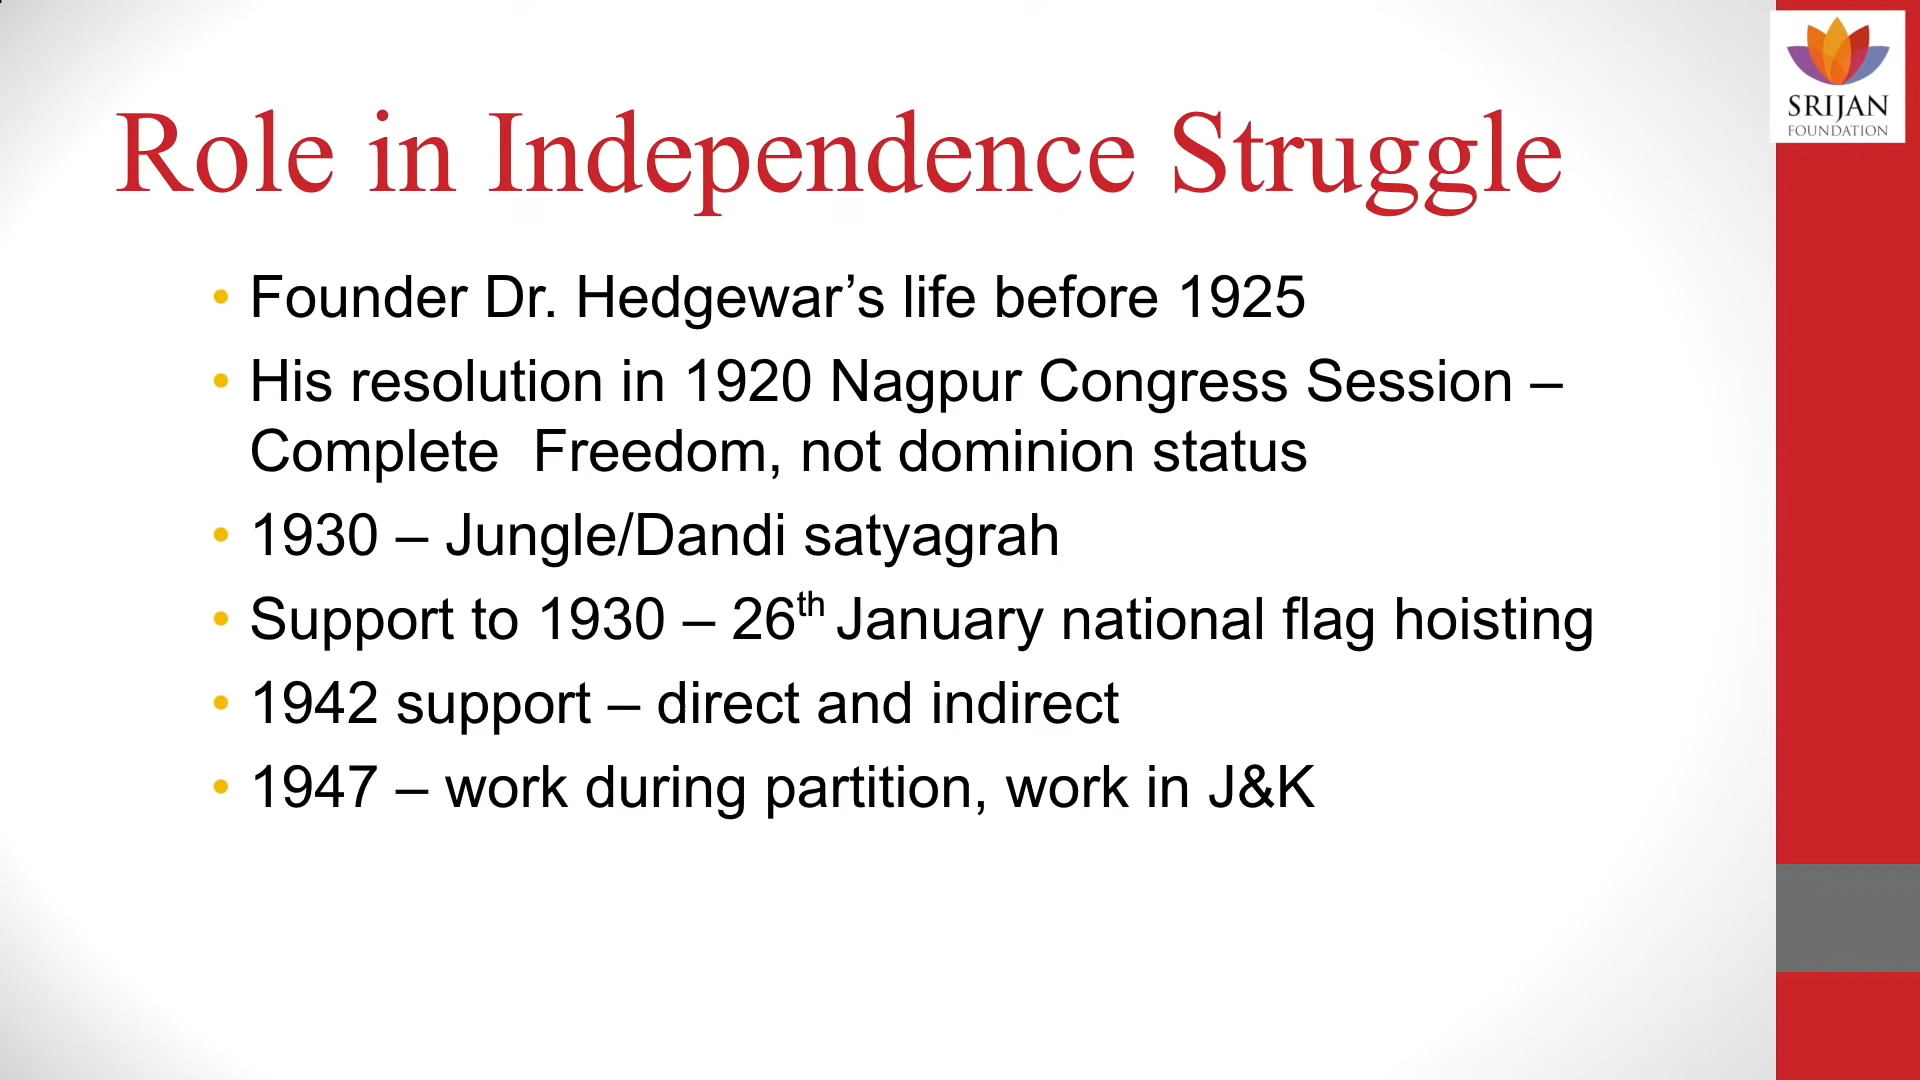 SRIJAN
FOUNDATION
Role in Independence Struggle
• Founder Dr. Hedgewar’s life before 1925
• His resolution in 1920 Nagpur Congress Session –
Complete  Freedom, not dominion status
• 1930 – Jungle/Dandi satyagrah
• Support to 1930 – 26th January national flag hoisting
• 1942 support – direct and indirect
• 1947 – work during partition, work in J&K